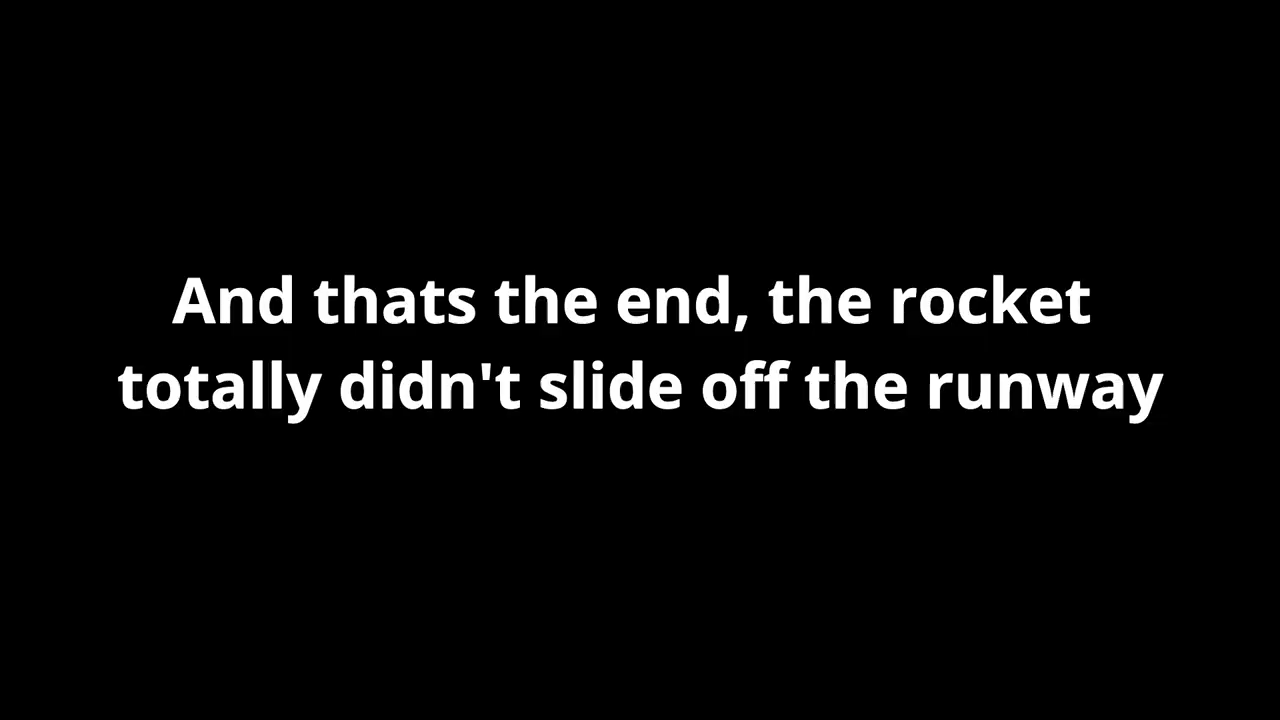 And thats the end, the rocket
totally didn't slide off the runway